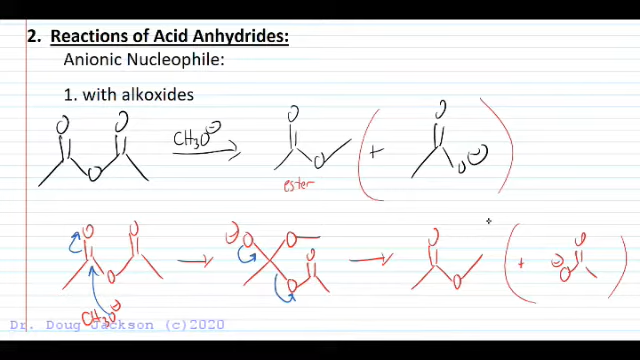 2. Reactions of Acid Anhydrides:
Anionic Nucleophile:
1. with alkoxides
O O O O
CH₃O⊖
O O + O⊖
ester
O O ⊖O O O O
O O O O + ⊖O
CH₃O⊖
Dr. Doug Jackson (c)2020